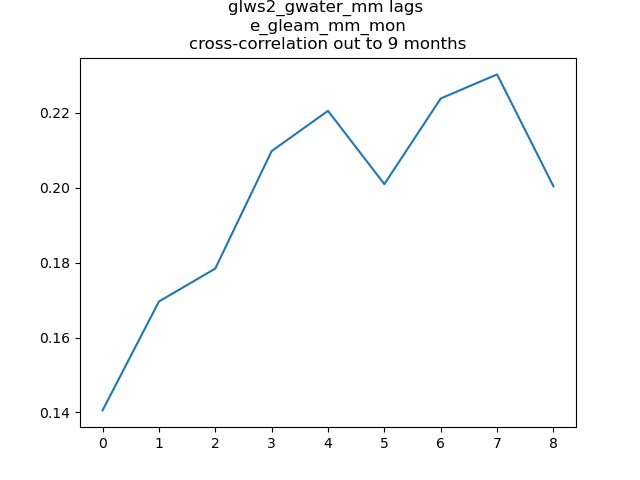 glws2_gwater_mm lags
e_gleam_mm_mon
cross-correlation out to 9 months
0.22
0.20
0.18
0.16
0.14
0 1 2 3 4 5 6 7 8